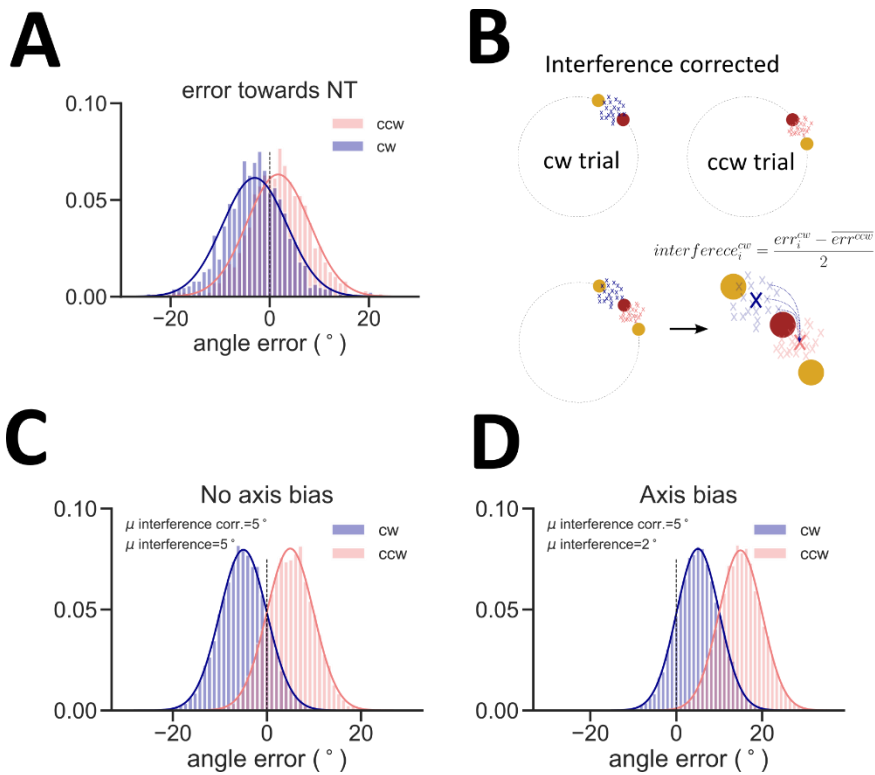 A
error towards NT
0.10
0.05
0.00
ccw
cw
−20
0
20
angle error (°)
B
Interference corrected
cw trial
ccw trial
interferece_i^{cw} = \frac{err_i^{cw} - \overline{err^{ccw}}}{2}
C
No axis bias
0.10
0.05
0.00
μ interference corr.=5°
μ interference=5°
cw
ccw
−20
0
20
angle error (°)
D
Axis bias
0.10
0.05
0.00
μ interference corr.=5°
μ interference=2°
cw
ccw
−20
0
20
angle error (°)